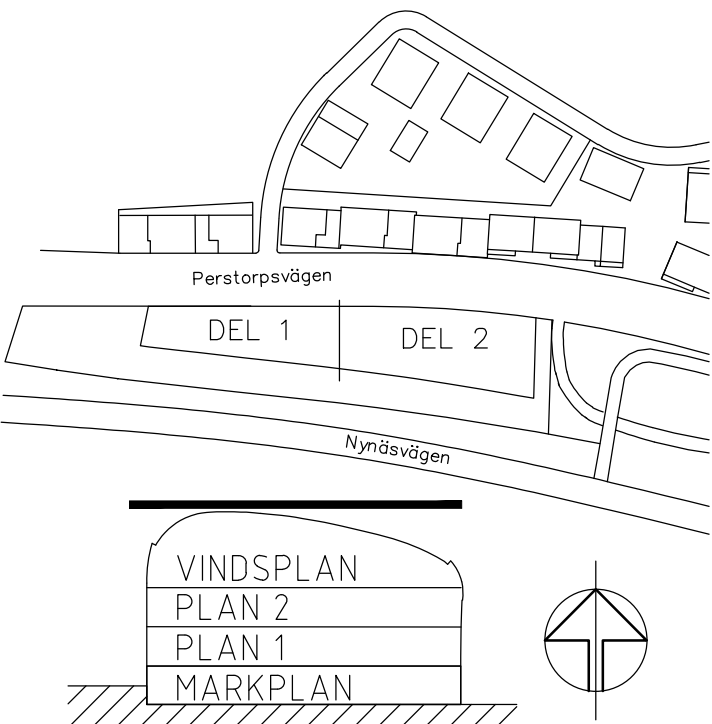 Perstorpsvägen
DEL 1
DEL 2
Nynäsvägen
VINDSPLAN
PLAN 2
PLAN 1
MARKPLAN